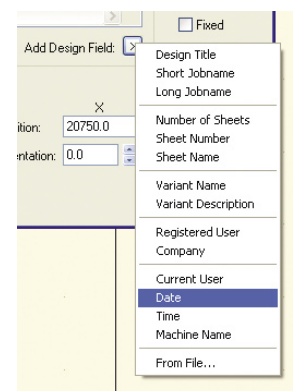 Fixed
Add Design Field:
Design Title
Short Jobname
Long Jobname
X
Number of Sheets
ition: 20750.0
Sheet Number
entation: 0.0
Sheet Name
Variant Name
Variant Description
Registered User
Company
Current User
Date
Time
Machine Name
From File...